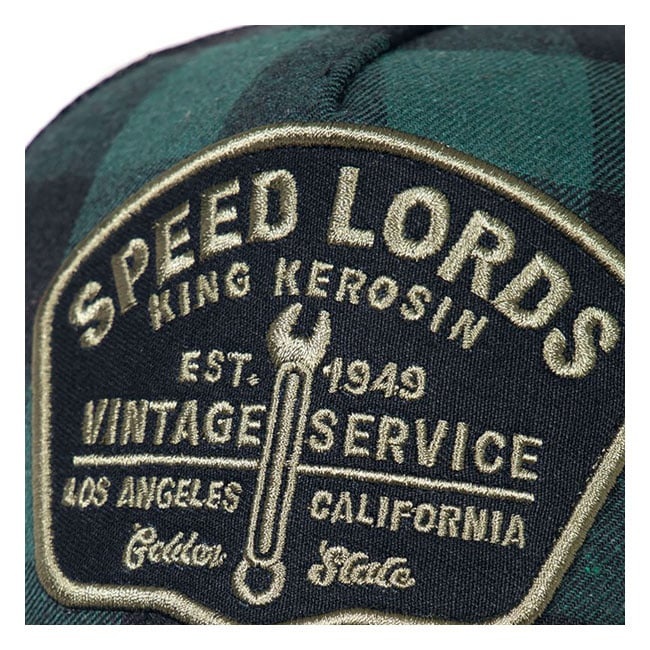 SPEED LORDS
KING KEROSIN
EST. 1949
VINTAGE SERVICE
LOS ANGELES CALIFORNIA
Golden State